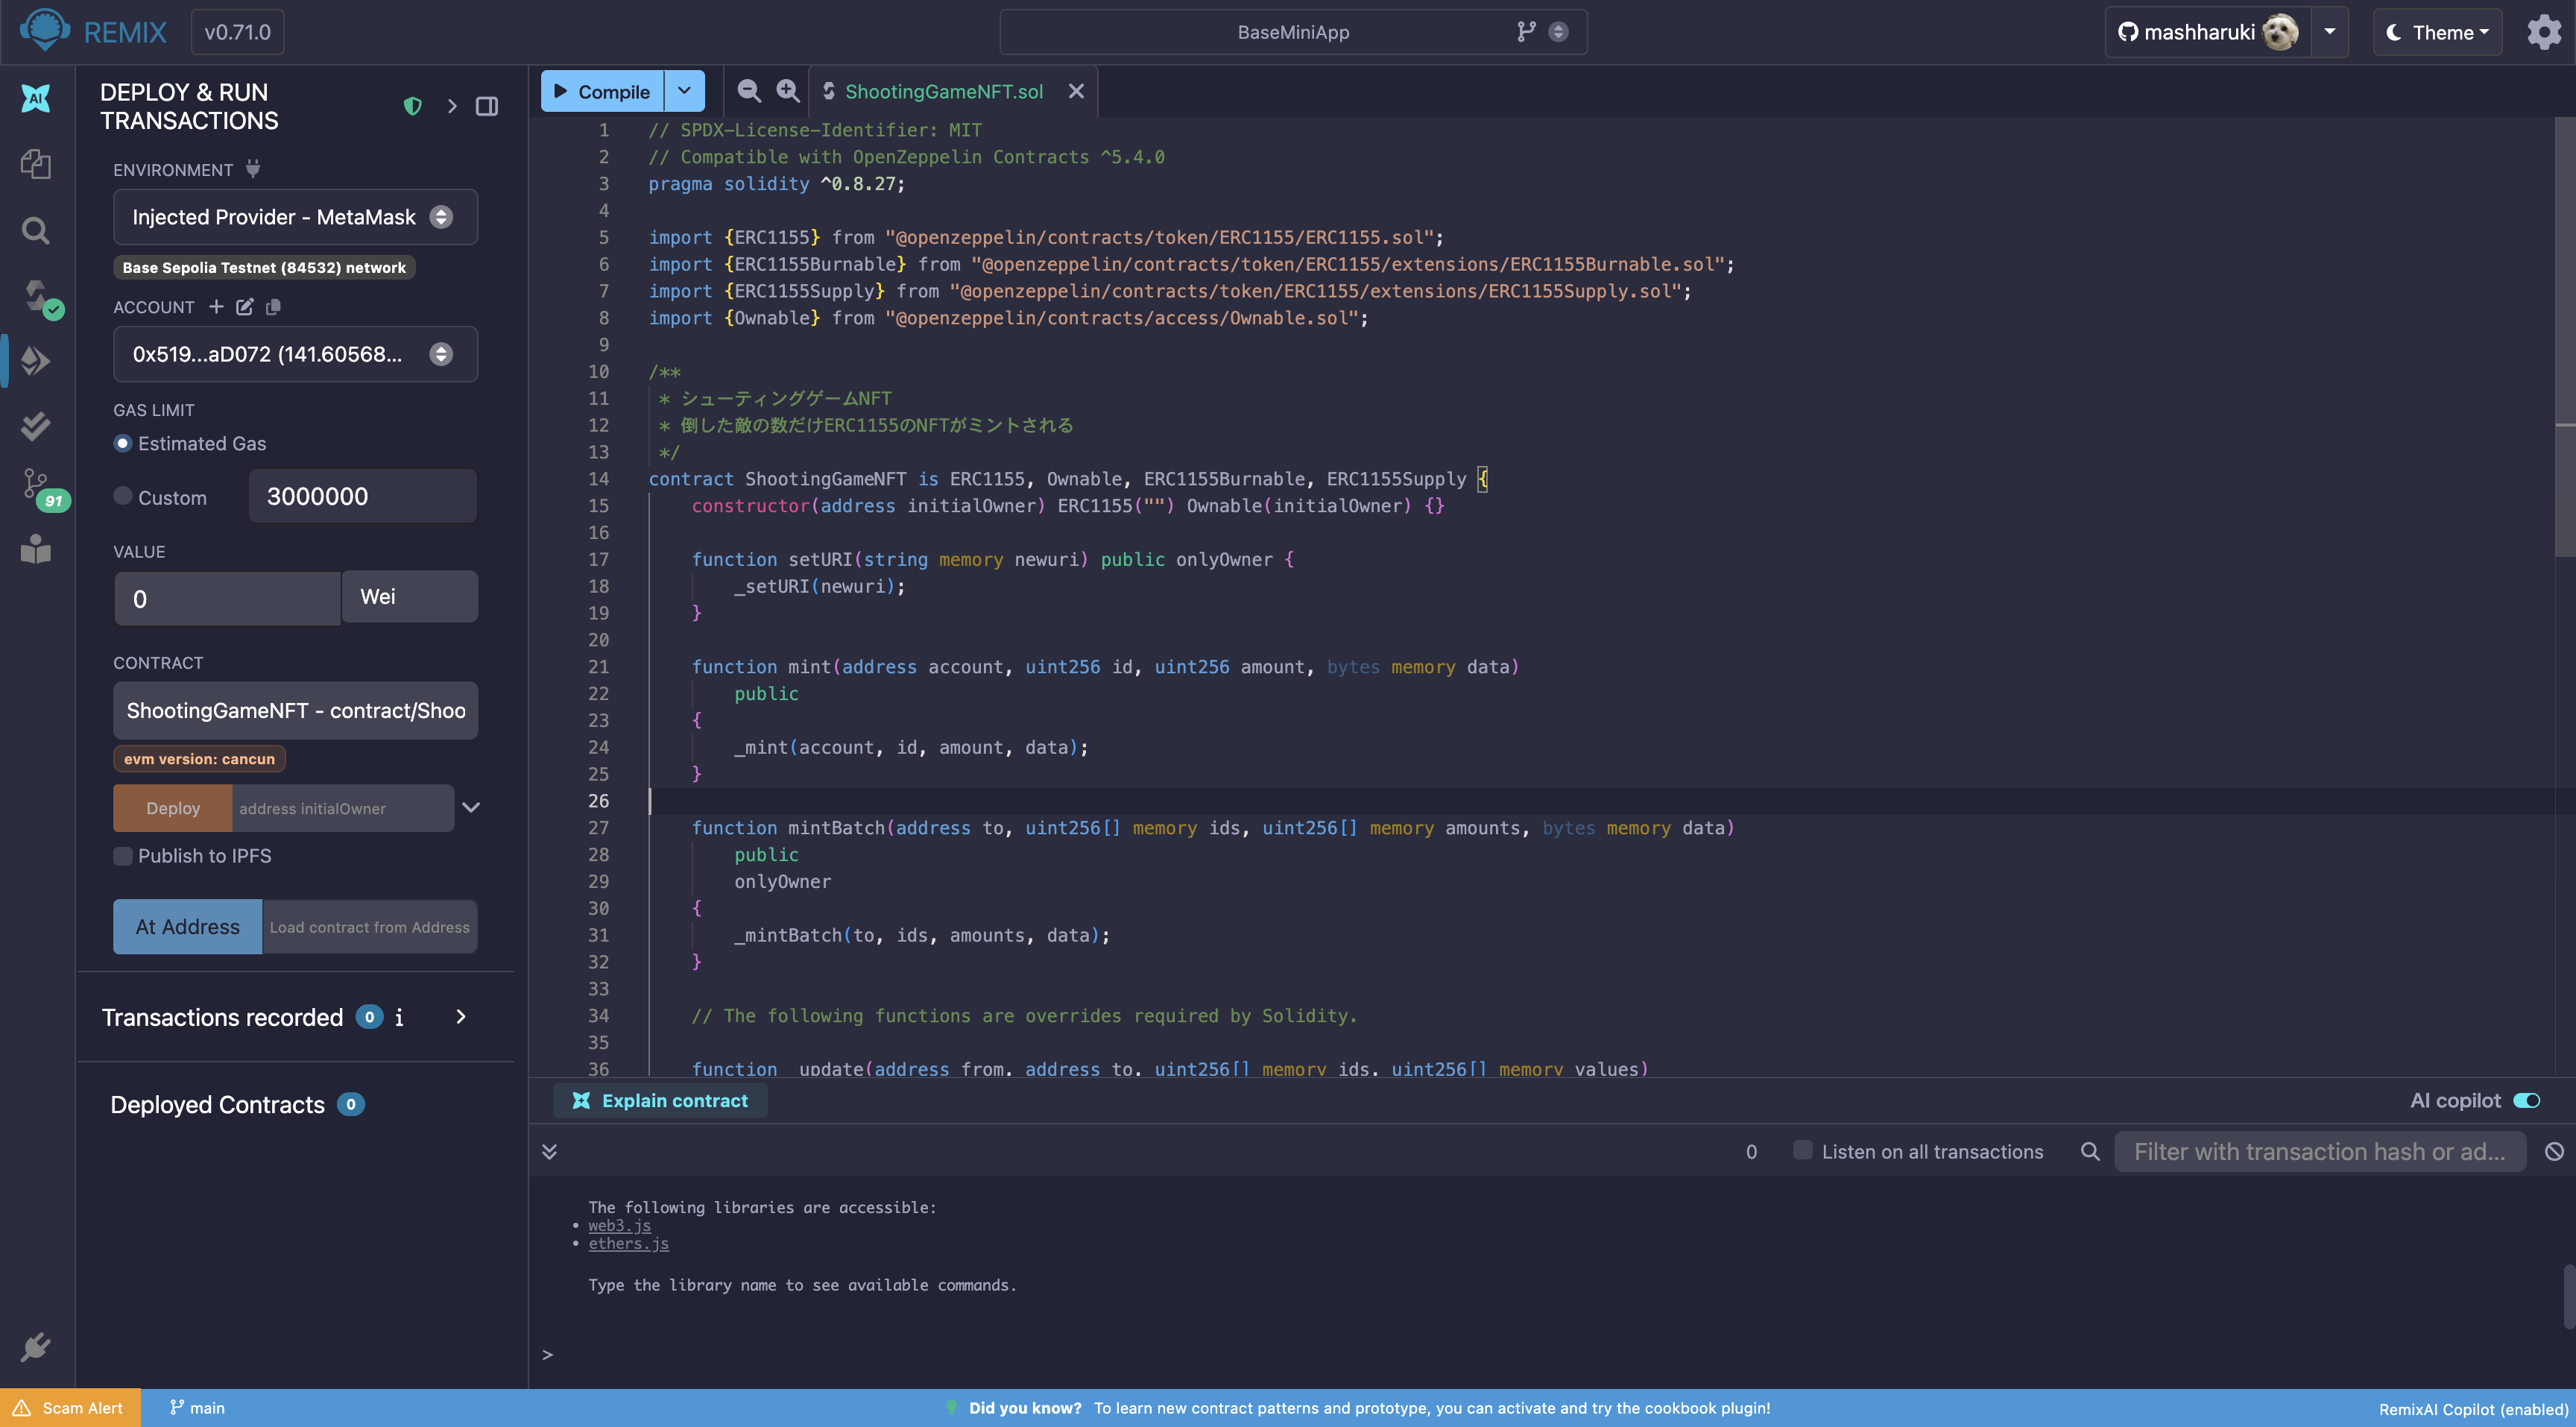 REMIX
v0.71.0
BaseMiniApp
mashharuki
Theme
AI
DEPLOY & RUN
TRANSACTIONS
ENVIRONMENT
Injected Provider - MetaMask
Base Sepolia Testnet (84532) network
ACCOUNT
0x519...aD072 (141.60568...
GAS LIMIT
Estimated Gas
Custom
3000000
91
VALUE
0
Wei
CONTRACT
ShootingGameNFT - contract/Shoo
evm version: cancun
Deploy
address initialOwner
Publish to IPFS
At Address
Load contract from Address
Transactions recorded 0 i
Deployed Contracts 0
Compile
ShootingGameNFT.sol
1 // SPDX-License-Identifier: MIT
2 // Compatible with OpenZeppelin Contracts ^5.4.0
3 pragma solidity ^0.8.27;
4
5 import {ERC1155} from "@openzeppelin/contracts/token/ERC1155/ERC1155.sol";
6 import {ERC1155Burnable} from "@openzeppelin/contracts/token/ERC1155/extensions/ERC1155Burnable.sol";
7 import {ERC1155Supply} from "@openzeppelin/contracts/token/ERC1155/extensions/ERC1155Supply.sol";
8 import {Ownable} from "@openzeppelin/contracts/access/Ownable.sol";
9
10 /**
11 * シューティングゲームNFT
12 * 倒した敵の数だけERC1155のNFTがミントされる
13 */
14 contract ShootingGameNFT is ERC1155, Ownable, ERC1155Burnable, ERC1155Supply {
15 constructor(address initialOwner) ERC1155("") Ownable(initialOwner) {}
16
17 function setURI(string memory newuri) public onlyOwner {
18 _setURI(newuri);
19 }
20
21 function mint(address account, uint256 id, uint256 amount, bytes memory data)
22 public
23 {
24 _mint(account, id, amount, data);
25 }
26
27 function mintBatch(address to, uint256[] memory ids, uint256[] memory amounts, bytes memory data)
28 public
29 onlyOwner
30 {
31 _mintBatch(to, ids, amounts, data);
32 }
33
34 // The following functions are overrides required by Solidity.
35
36 function _update(address from, address to, uint256[] memory ids, uint256[] memory values)
Explain contract
AI copilot
0
Listen on all transactions
Filter with transaction hash or ad...
The following libraries are accessible:
• web3.js
• ethers.js
Type the library name to see available commands.
>
Scam Alert
main
Did you know? To learn new contract patterns and prototype, you can activate and try the cookbook plugin!
RemixAI Copilot (enabled)